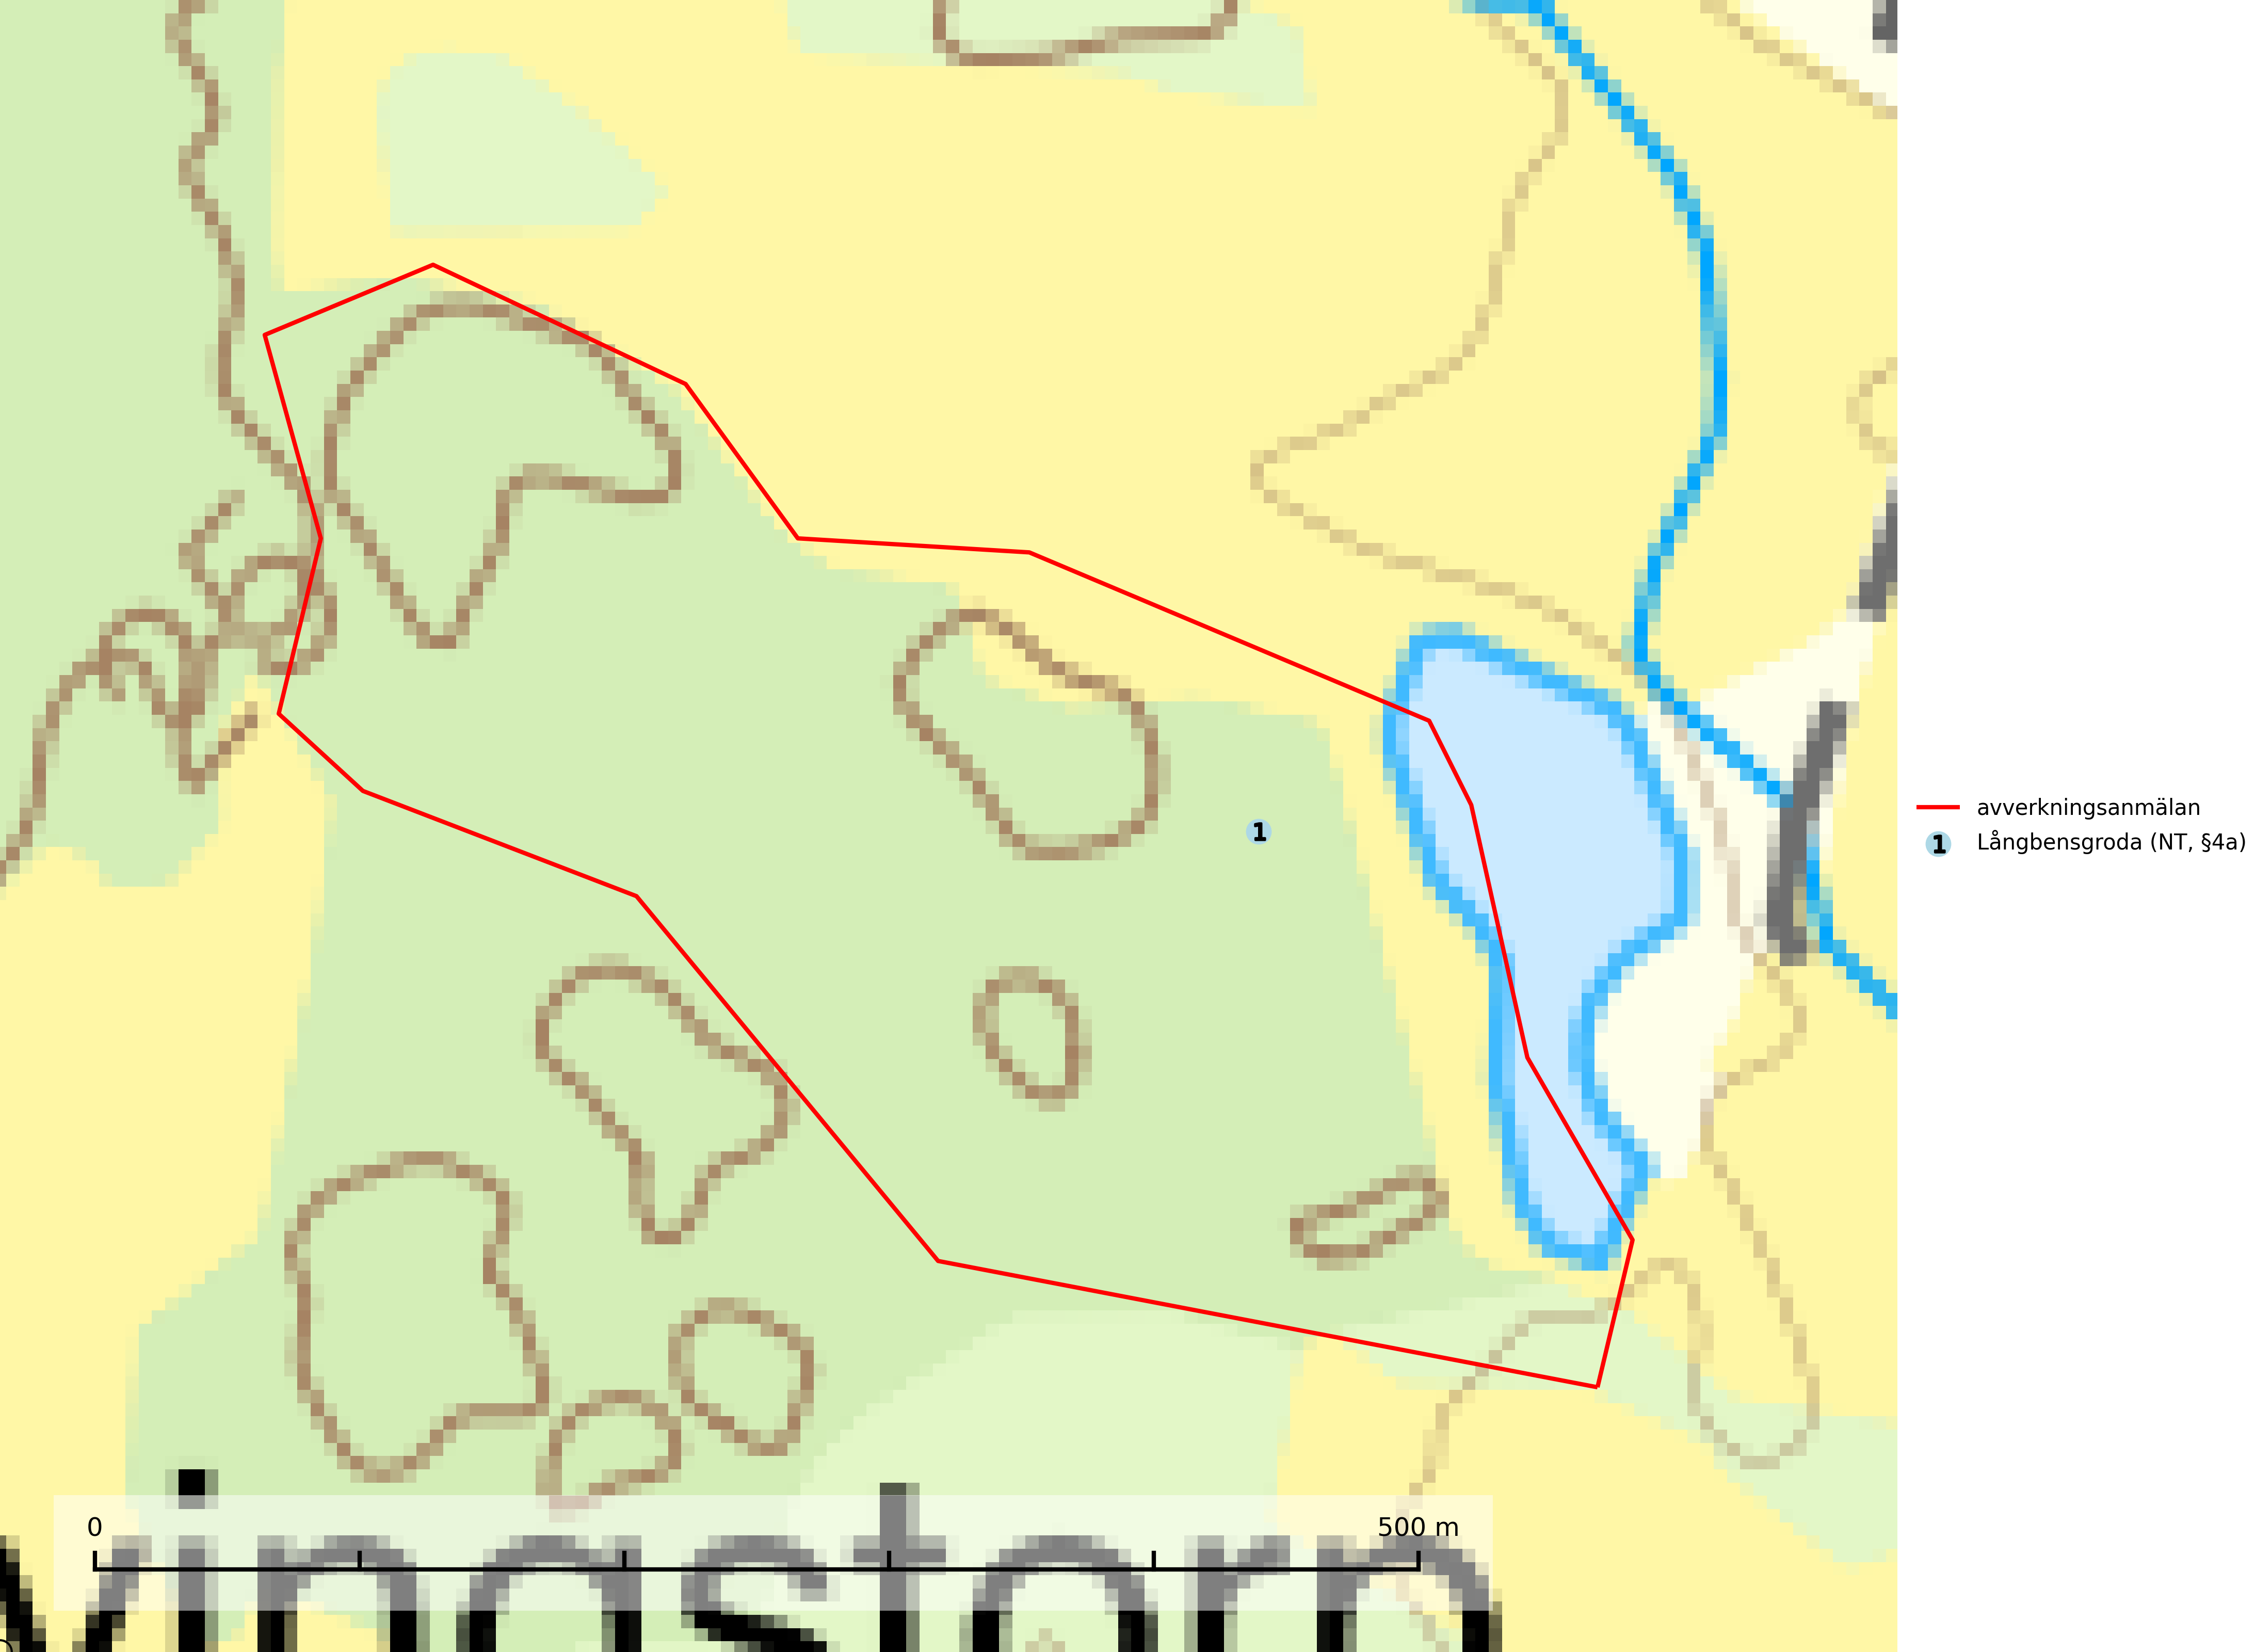 1
avverkningsanmälan
1 Långbensgroda (NT, §4a)
0 500 m